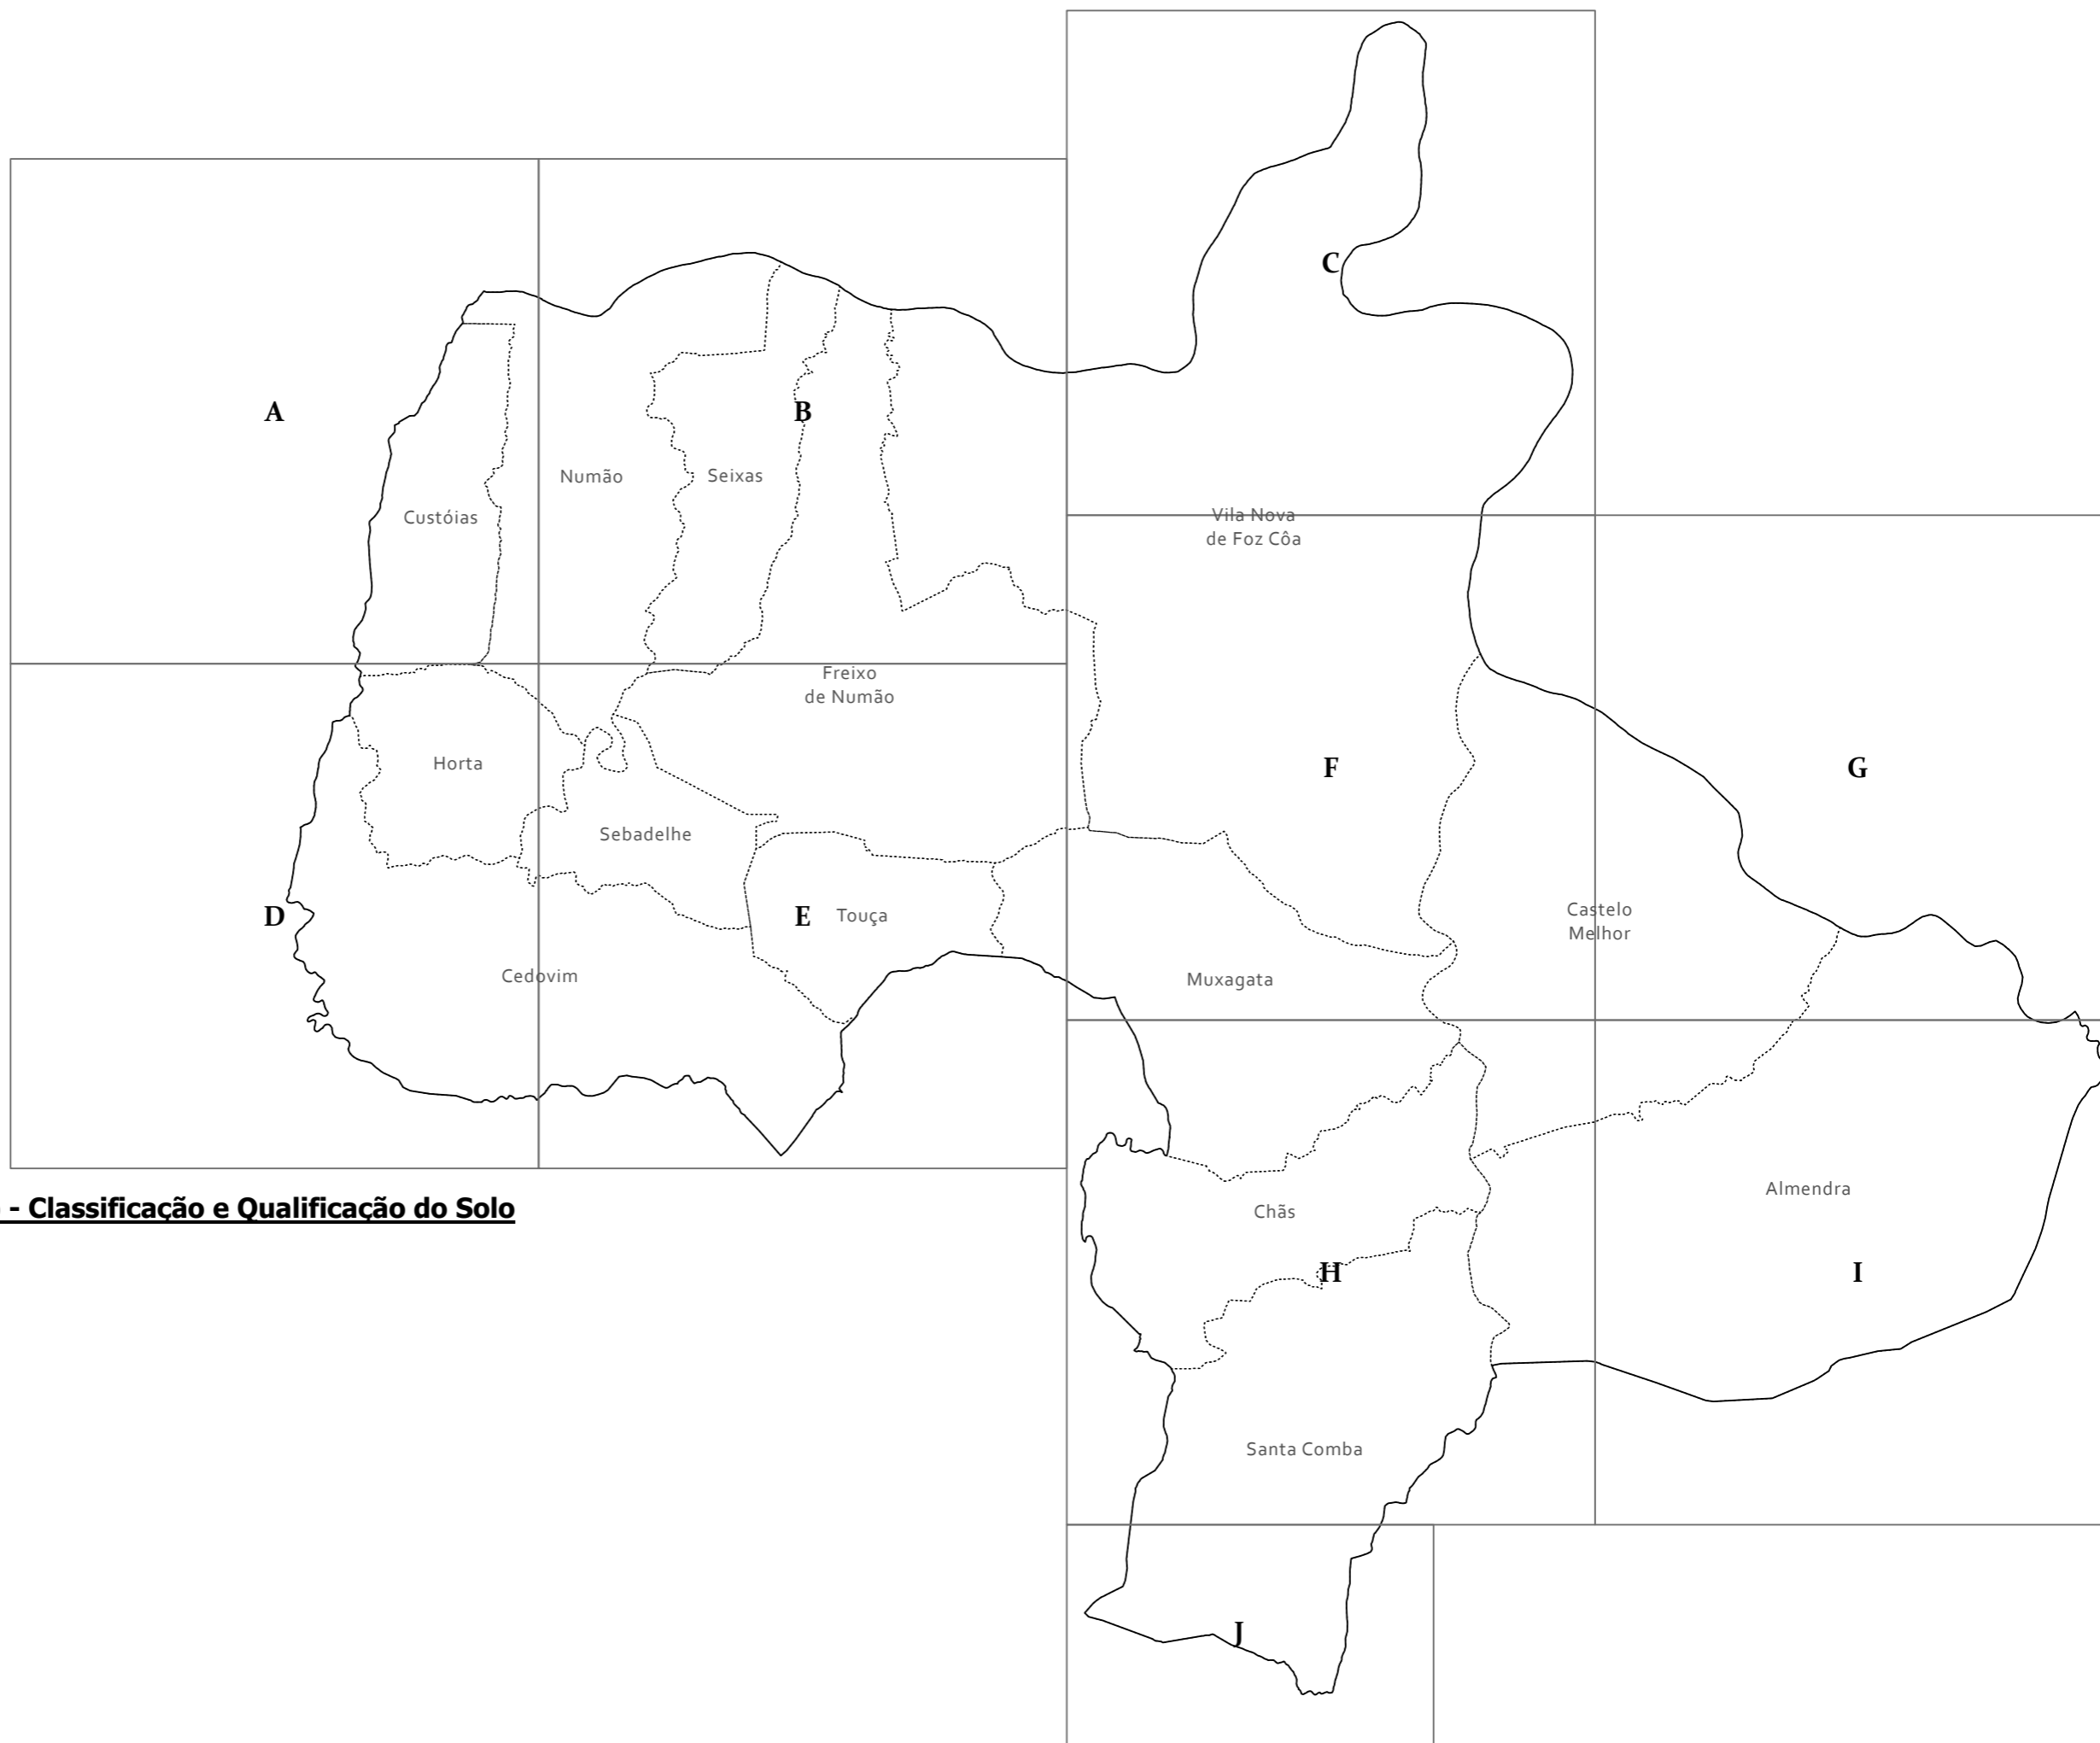 C
A
B
Numão
Seixas
Custóias
Vila Nova
de Foz Côa
Freixo
de Numão
Horta
F
G
Sebadelhe
Castelo
Melhor
D
E
Touça
Cedovim
Muxagata
Almendra
- Classificação e Qualificação do Solo
Chãs
H
I
Santa Comba
J